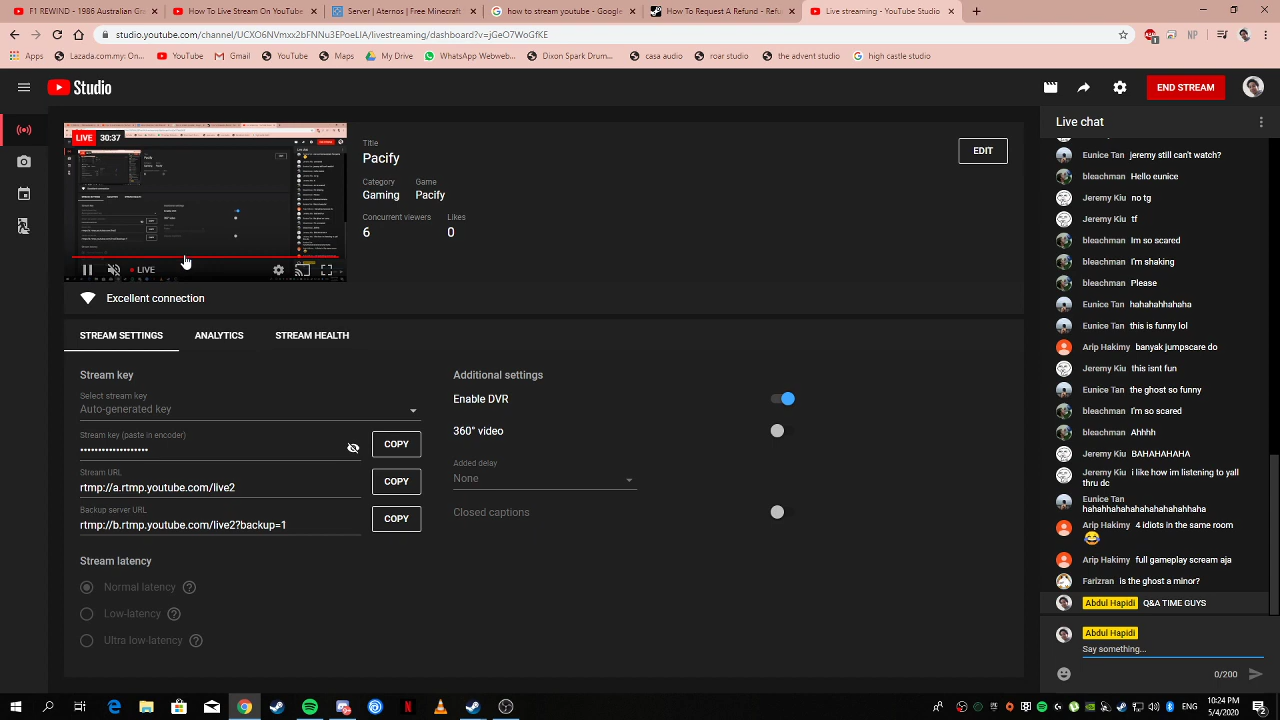 F1 REWIND - 1986 Australian Gr
How To Live Stream On YouTube
Server | Aternos | Free Minecraft
how to stream youtube - Google
How To Request A Refund - Refu
Live streaming - YouTube Studio
studio.youtube.com/channel/UCXO6NVmxx2bFNNu3EPoeLIA/livestreaming/dashboard?v=jGeO7WoGfKE
Apps
Lazada.com.my: On...
YouTube
Gmail
Spotify
Maps
My Drive
WhatsApp Webweb...
Dixon Spark Drum...
casa audio
roar studio
the advent studio
high castle studio
Studio
END STREAM
LIVE 30:37
LIVE
Title
Pacify
EDIT
Category Game
Gaming Pacify
Concurrent viewers Likes
6 0
Excellent connection
STREAM SETTINGS ANALYTICS STREAM HEALTH
Stream key
Select stream key
Auto-generated key
Stream key (paste in encoder)
••••••••••••••••••• COPY
Stream URL
rtmp://a.rtmp.youtube.com/live2 COPY
Backup server URL
rtmp://b.rtmp.youtube.com/live2?backup=1 COPY
Stream latency
Normal latency
Low-latency
Ultra low-latency
Additional settings
Enable DVR
360° video
Added delay
None
Closed captions
Live chat
Eunice Tan jeremy still don't watch?
bleachman Hello eunice
Jeremy Kiu no tg
Jeremy Kiu tf
bleachman Im so scared
bleachman I'm shaking
bleachman Please
Eunice Tan hahahahhahaha
Eunice Tan this is funny lol
Arip Hakimy banyak jumpscare do
Jeremy Kiu this isnt fun
Eunice Tan the ghost so funny
bleachman I'm so scared
bleachman Ahhhh
Jeremy Kiu BAHAHAHAHA
Jeremy Kiu i like how im listening to yall
thru dc
Eunice Tan
hahahhahahahahahahahahah
Arip Hakimy 4 idiots in the same room
😂
Arip Hakimy full gameplay scream aja
Farizran is the ghost a minor?
Abdul Hapidi Q&A TIME GUYS
Abdul Hapidi
Say something...
0/200
10:24 PM
5/4/2020